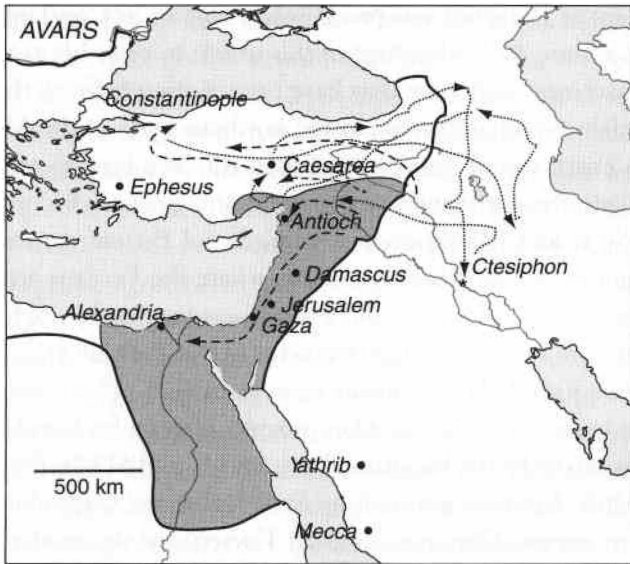 AVARS
Constantinople
Caesarea
Ephesus
Antioch
Ctesiphon
Damascus
Jerusalem
Alexandria
Gaza
Yathrib
500 km
Mecca